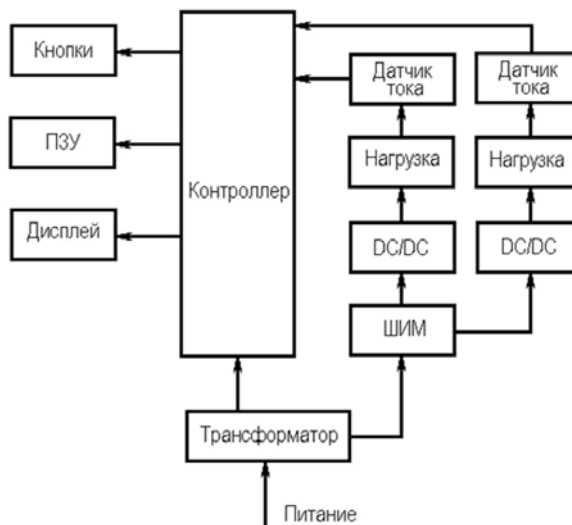 Кнопки
ПЗУ
Дисплей
Контроллер
Датчик
тока
Датчик
тока
Нагрузка
Нагрузка
DC/DC
DC/DC
ШИМ
Трансформатор
Питание